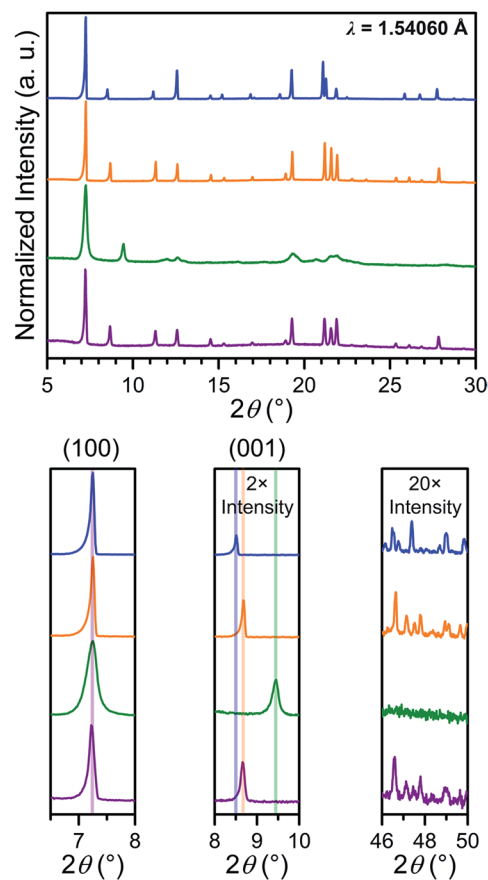 λ = 1.54060 Å
Normalized Intensity (a. u.)
5 10 15 20 25 30
2θ (°)
(100) (001)
2×
Intensity
20×
Intensity
7 8 8 9 10 46 48 50
2θ (°) 2θ (°) 2θ (°)